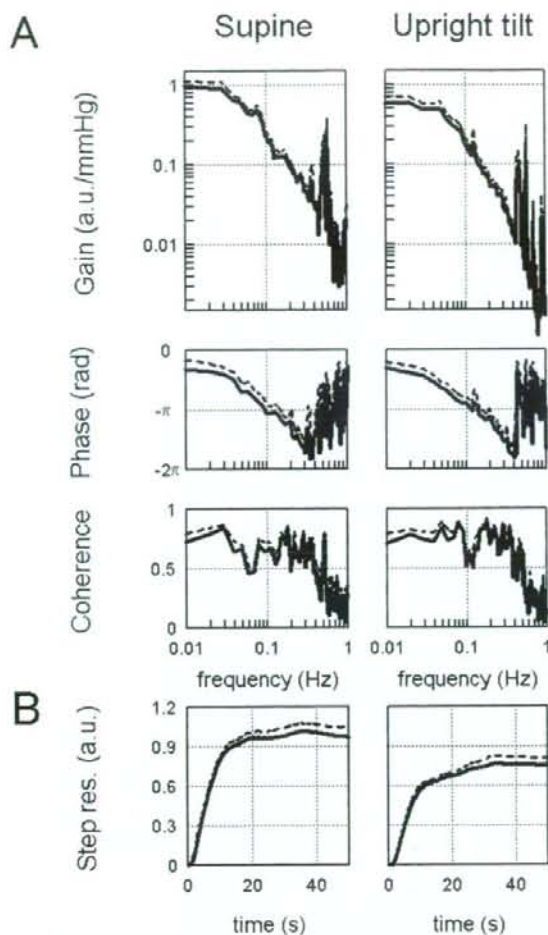 A
Supine
Upright tilt
Gain (a.u./mmHg)
1
0.1
0.01
Phase (rad)
0
-π
-2π
Coherence
1
0.5
0
0.01
0.1
1
0.01
0.1
1
frequency (Hz)
frequency (Hz)
B
Step res. (a.u.)
1.2
0.9
0.6
0.3
0
0
20
40
0
20
40
time (s)
time (s)